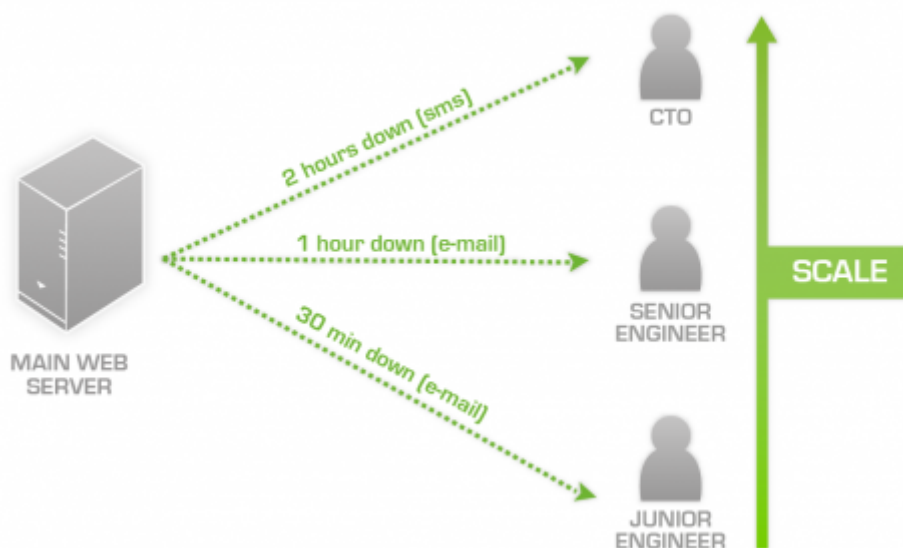 2 hours down (sms)
CTO
1 hour down (e-mail)
SCALE
SENIOR
ENGINEER
30 min down (e-mail)
MAIN WEB
SERVER
JUNIOR
ENGINEER